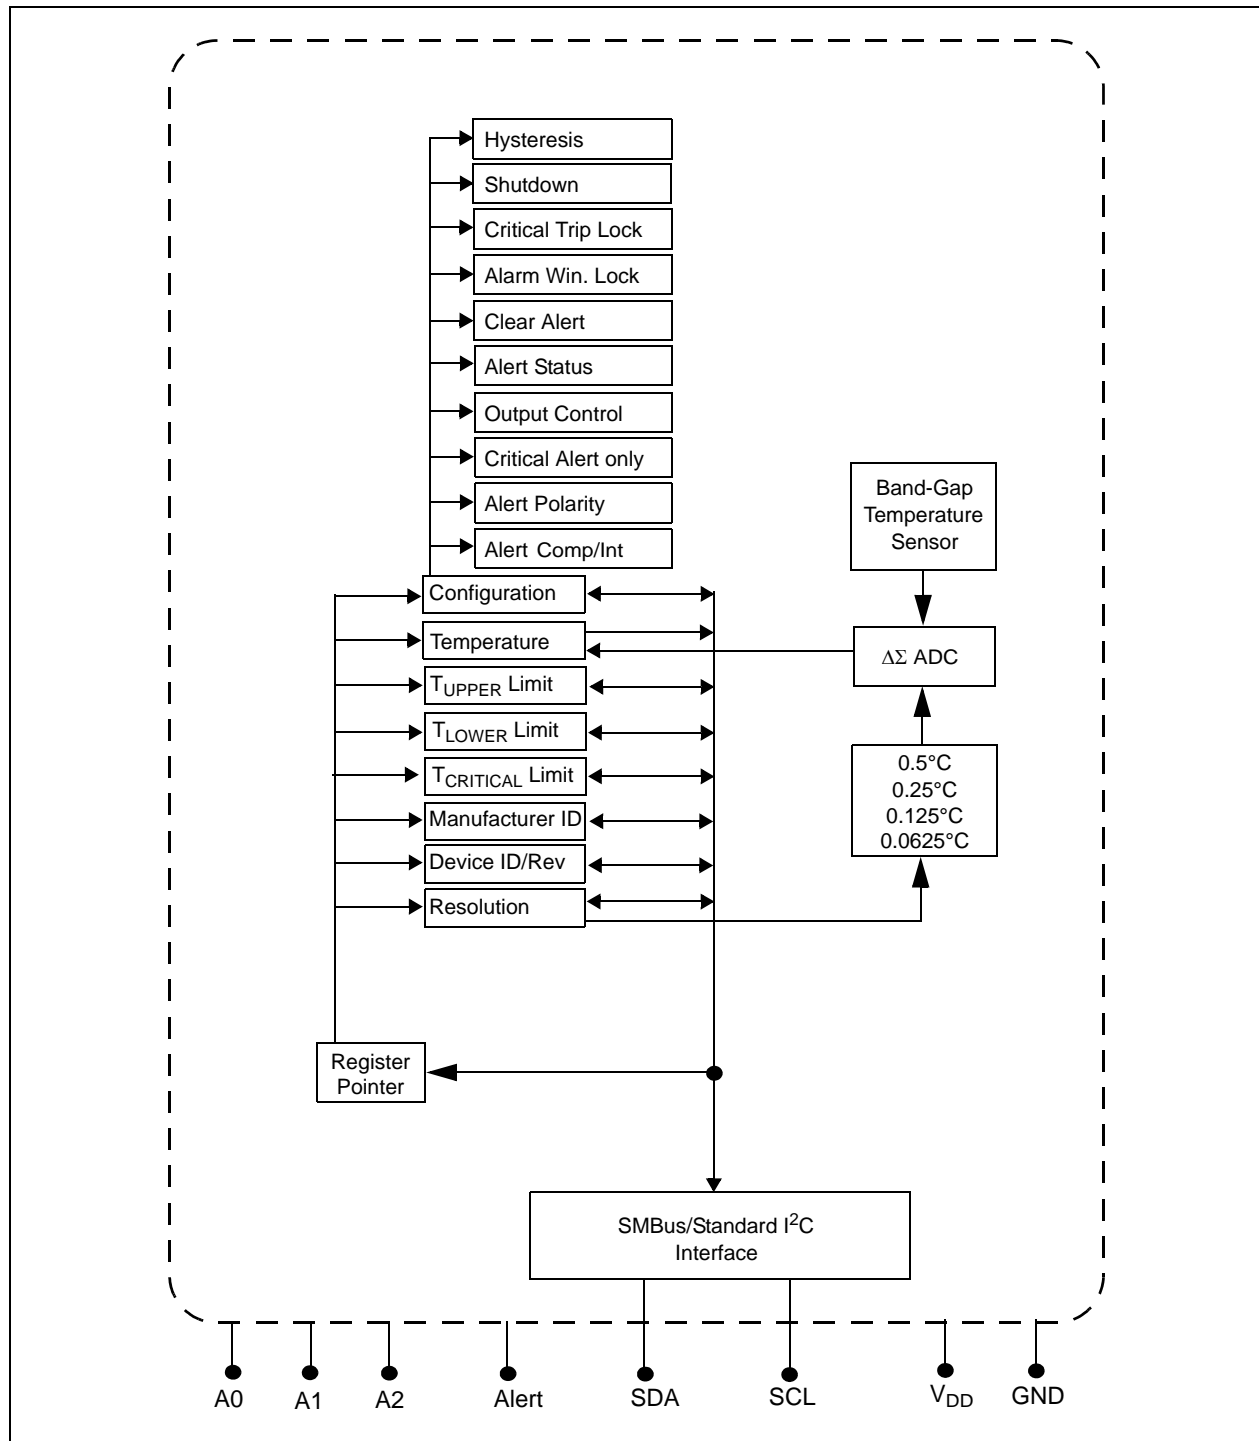 Hysteresis
Shutdown
Critical Trip Lock
Alarm Win. Lock
Clear Alert
Alert Status
Output Control
Critical Alert only
Alert Polarity
Alert Comp/Int
Configuration
Temperature
TUPPER Limit
TLOWER Limit
TCRITICAL Limit
Manufacturer ID
Device ID/Rev
Resolution
Band-Gap
Temperature
Sensor
ΔΣ ADC
0.5°C
0.25°C
0.125°C
0.0625°C
Register
Pointer
SMBus/Standard I²C
Interface
A0 A1 A2 Alert SDA SCL VDD GND